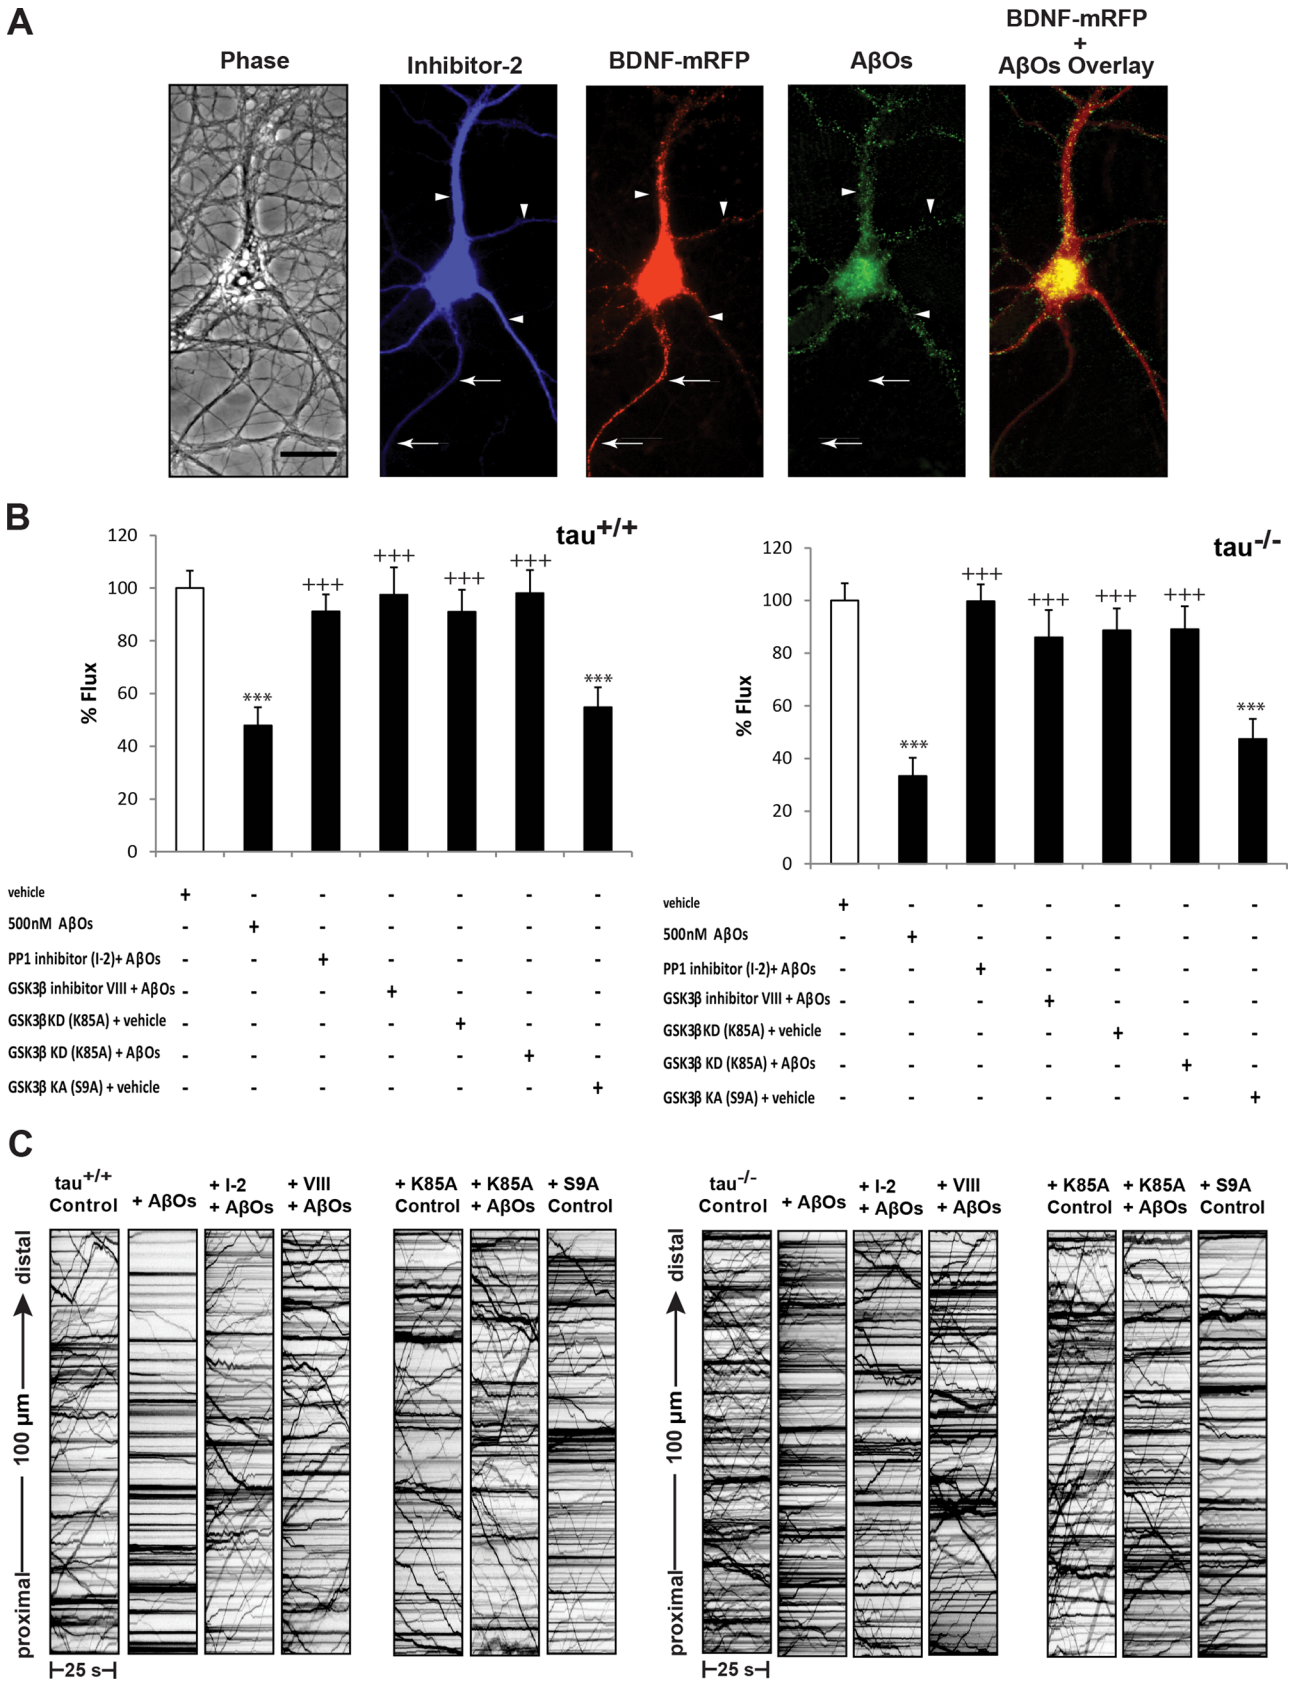 A
Phase
Inhibitor-2
BDNF-mRFP
AβOs
BDNF-mRFP
+
AβOs Overlay
B
tau+/+
% Flux
120
100
80
60
40
20
0
***
+++
+++
+++
+++
***
vehicle + - - - - - -
500nM AβOs - + - - - - -
PP1 inhibitor (I-2)+ AβOs - - + - - - -
GSK3β inhibitor VIII + AβOs - - - + - - -
GSK3βKD (K85A) + vehicle - - - - + - -
GSK3β KD (K85A) + AβOs - - - - - + -
GSK3β KA (S9A) + vehicle - - - - - - +
tau-/-
% Flux
120
100
80
60
40
20
0
***
+++
+++
+++
+++
***
vehicle + - - - - - -
500nM AβOs - + - - - - -
PP1 inhibitor (I-2)+ AβOs - - + - - - -
GSK3β inhibitor VIII + AβOs - - - + - - -
GSK3βKD (K85A) + vehicle - - - - + - -
GSK3β KD (K85A) + AβOs - - - - - + -
GSK3β KA (S9A) + vehicle - - - - - - +
C
tau+/+
Control
+ AβOs
+ I-2
+ AβOs
+ VIII
+ AβOs
+ K85A
Control
+ K85A
+ AβOs
+ S9A
Control
proximal
100 µm
distal
25 s
tau-/-
Control
+ AβOs
+ I-2
+ AβOs
+ VIII
+ AβOs
+ K85A
Control
+ K85A
+ AβOs
+ S9A
Control
proximal
100 µm
distal
25 s